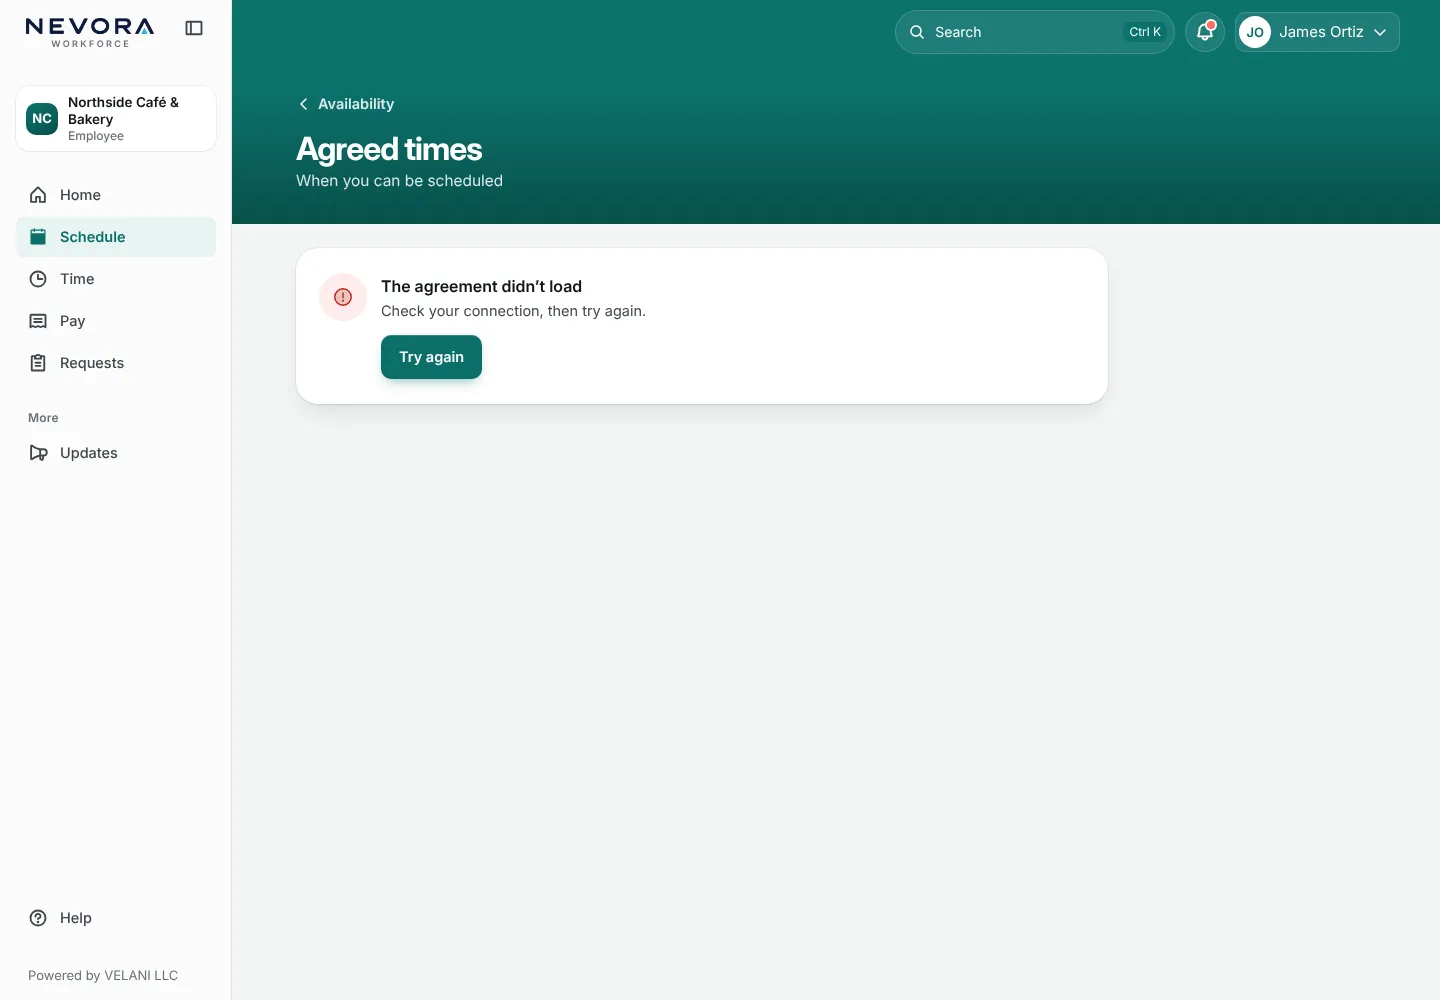 NEVORA
WORKFORCE
Search
Ctrl K
JO
James Ortiz
NC
Northside Café &
Bakery
Employee
Availability
Agreed times
When you can be scheduled
Home
Schedule
Time
Pay
Requests
More
Updates
The agreement didn’t load
Check your connection, then try again.
Try again
Help
Powered by VELANI LLC